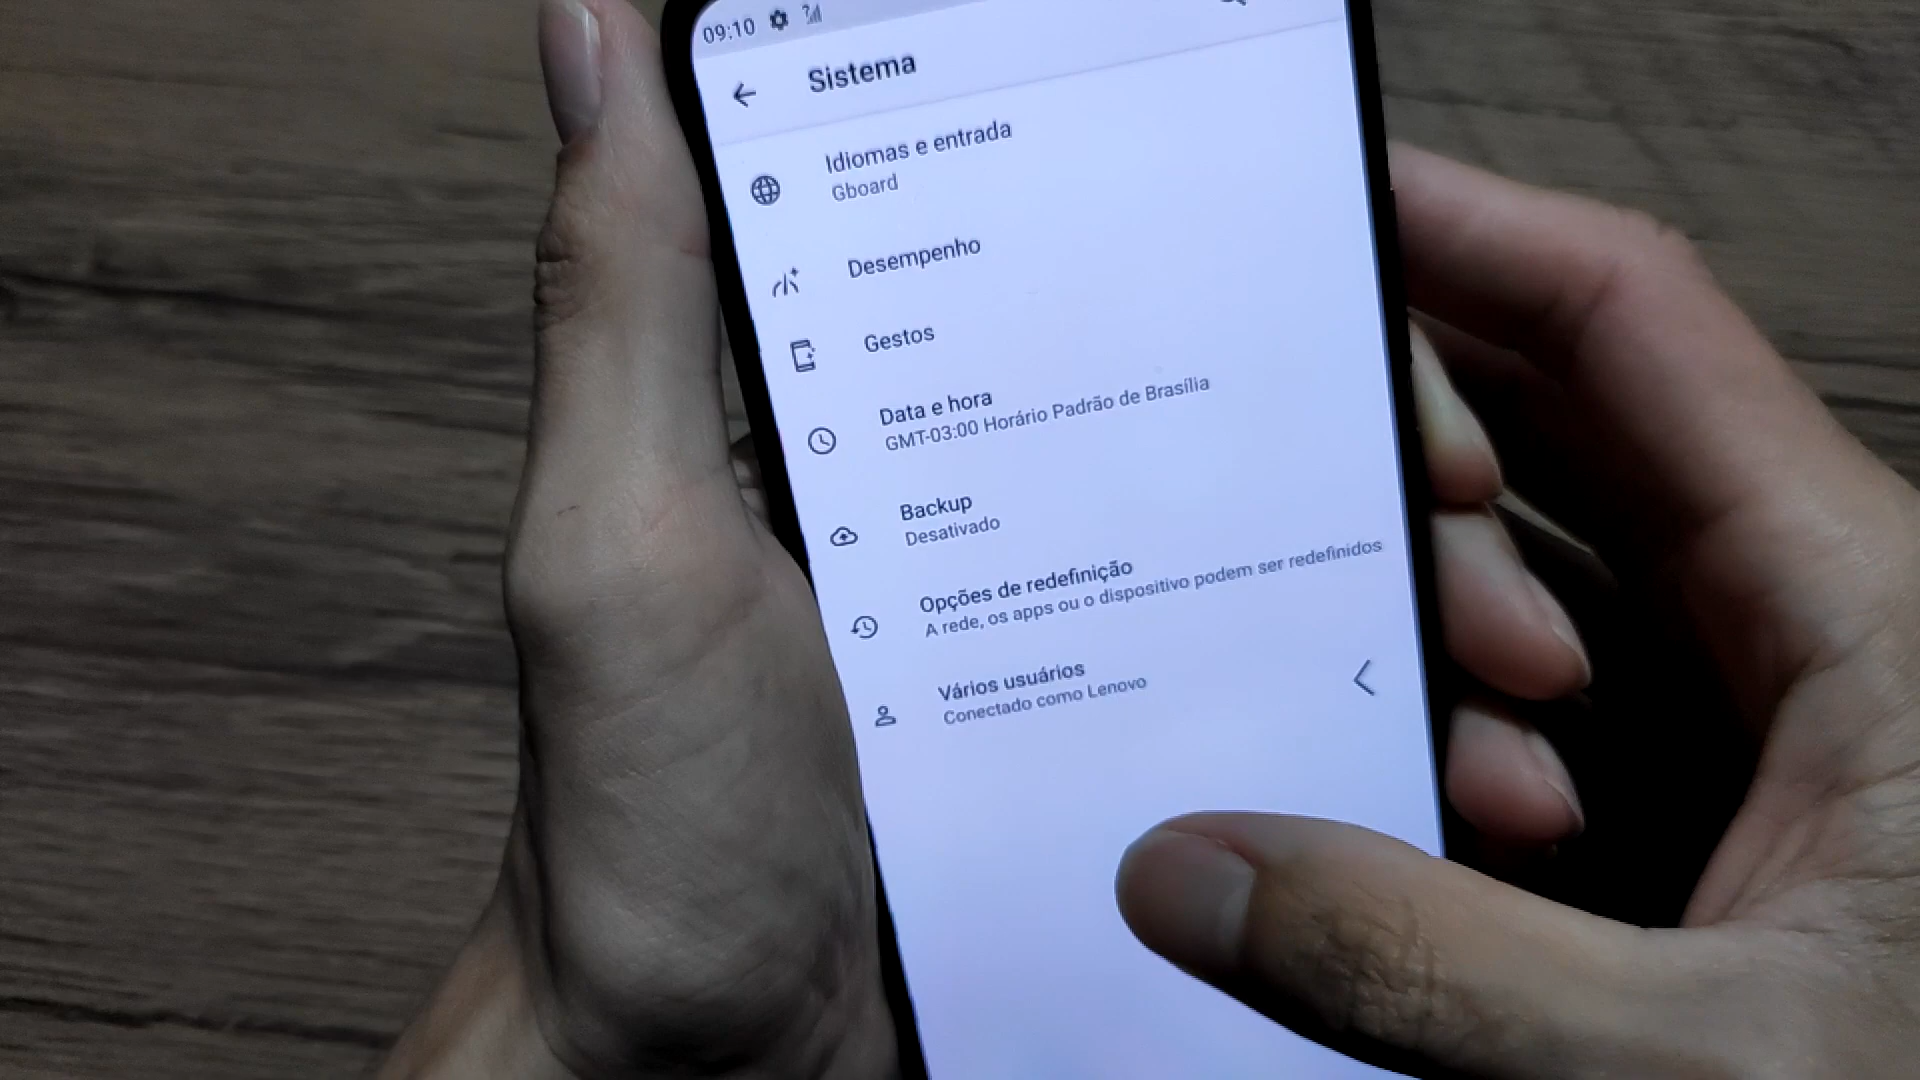 09:10
Sistema
Idiomas e entrada
Gboard
Desempenho
Gestos
Data e hora
GMT-03:00 Horário Padrão de Brasília
Backup
Desativado
Opções de redefinição
A rede, os apps ou o dispositivo podem ser redefinidos
Vários usuários
Conectado como Lenovo